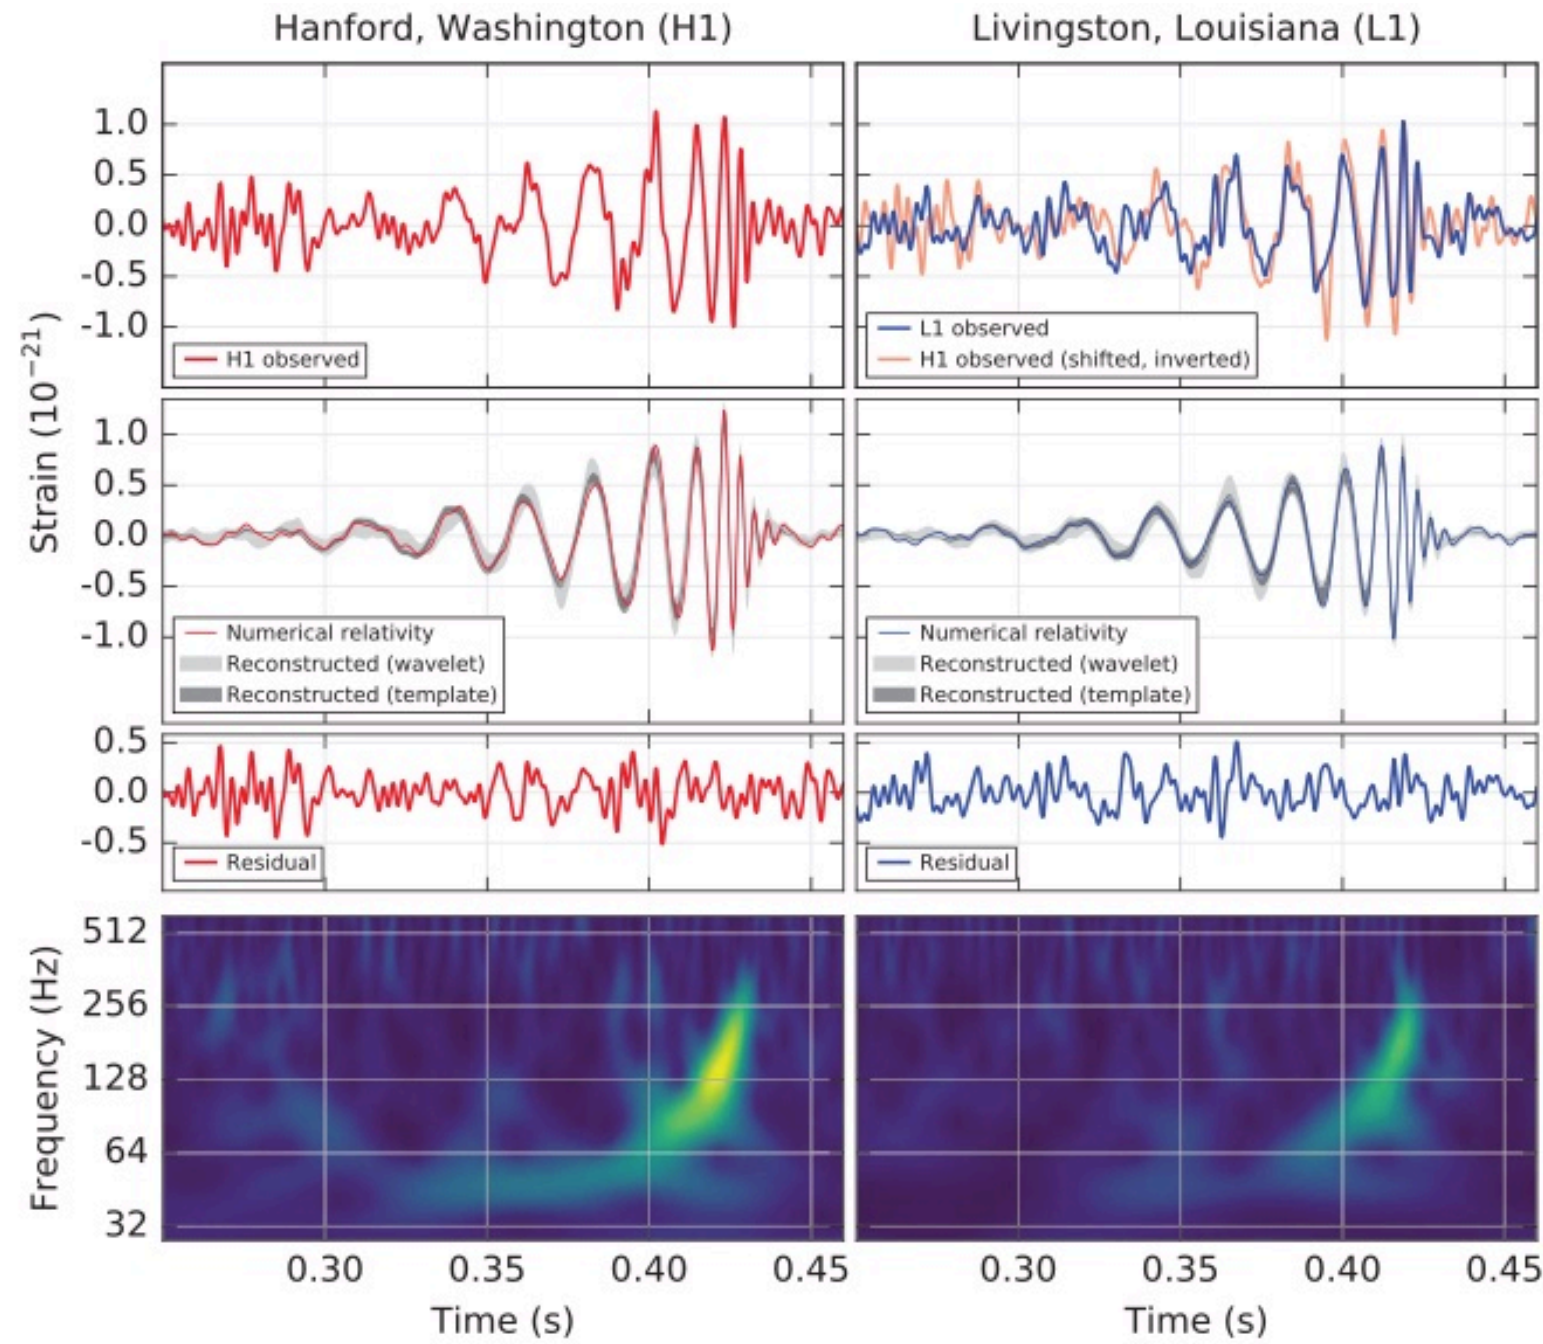 Hanford, Washington (H1)
Livingston, Louisiana (L1)
Strain (10⁻²¹)
1.0
0.5
0.0
-0.5
-1.0
H1 observed
L1 observed
H1 observed (shifted, inverted)
1.0
0.5
0.0
-0.5
-1.0
Numerical relativity
Reconstructed (wavelet)
Reconstructed (template)
Numerical relativity
Reconstructed (wavelet)
Reconstructed (template)
0.5
0.0
-0.5
Residual
Residual
Frequency (Hz)
512
256
128
64
32
0.30 0.35 0.40 0.45
0.30 0.35 0.40 0.45
Time (s)
Time (s)